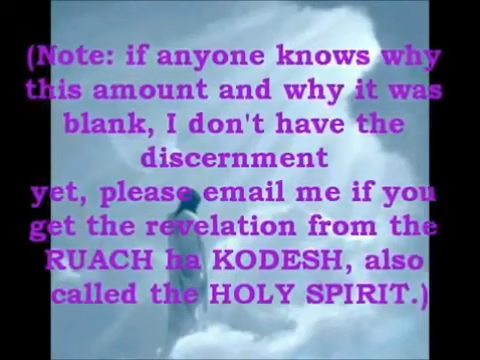 (Note: if anyone knows why
this amount and why it was
blank, I don't have the
discernment
yet, please email me if you
get the revelation from the
RUACH ha KODESH, also
called the HOLY SPIRIT.)